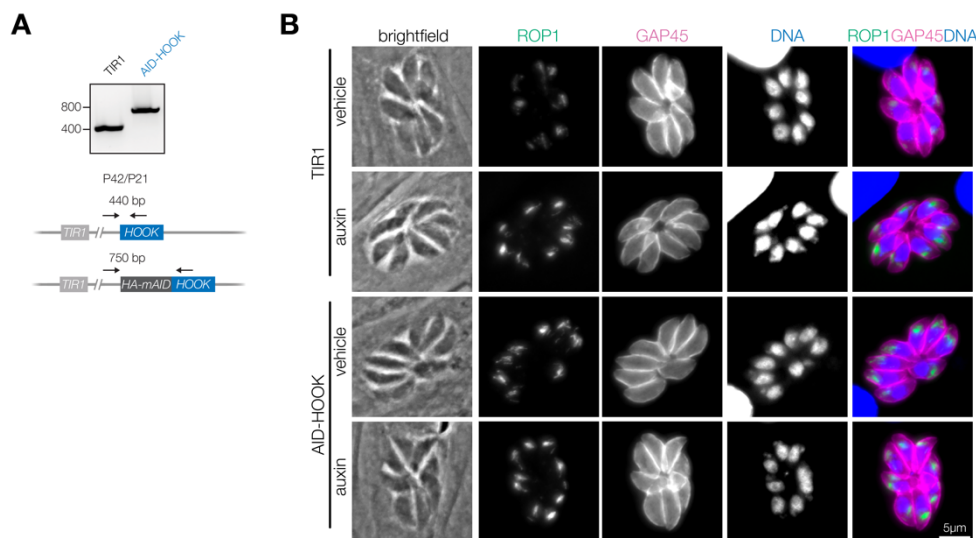 A
TIR1
AID-HOOK
800
400
P42/P21
440 bp
TIR1
HOOK
750 bp
TIR1
HA-mAID
HOOK
B
brightfield
ROP1
GAP45
DNA
ROP1GAP45DNA
TIR1
vehicle
auxin
AID-HOOK
vehicle
auxin
5µm